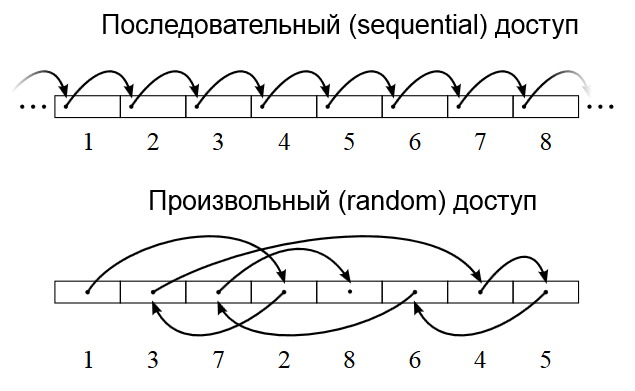 Последовательный (sequential) доступ
... ...
1 2 3 4 5 6 7 8
Произвольный (random) доступ
1 3 7 2 8 6 4 5